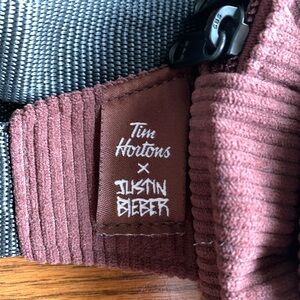 Tim
Hortons
X
JUSTIN
BIEBER